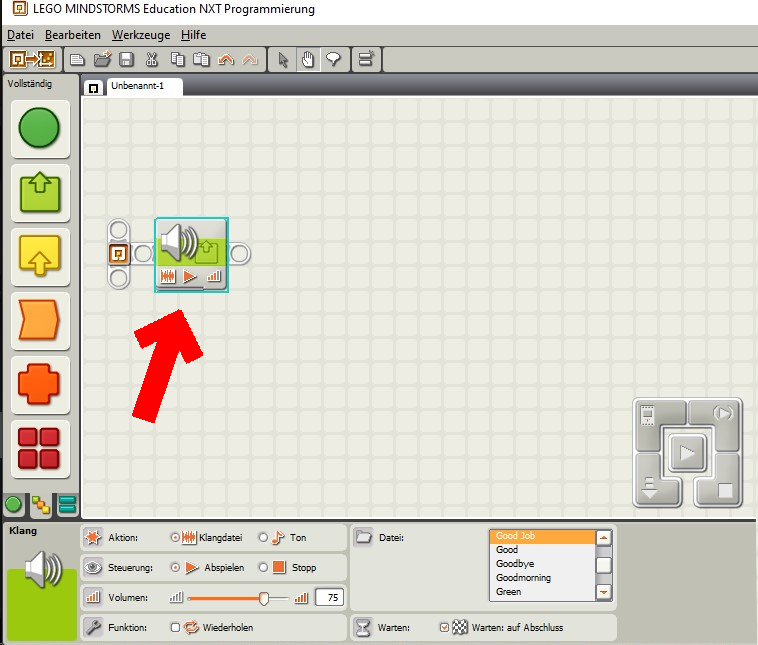 LEGO MINDSTORMS Education NXT Programmierung
Datei Bearbeiten Werkzeuge Hilfe
Vollständig
Unbenannt-1
Klang
Aktion: Klangdatei Ton
Steuerung: Abspielen Stopp
Volumen: 75
Funktion: Wiederholen
Datei:
Good Job
Good
Goodbye
Goodmorning
Green
Warten: Warten: auf Abschluss